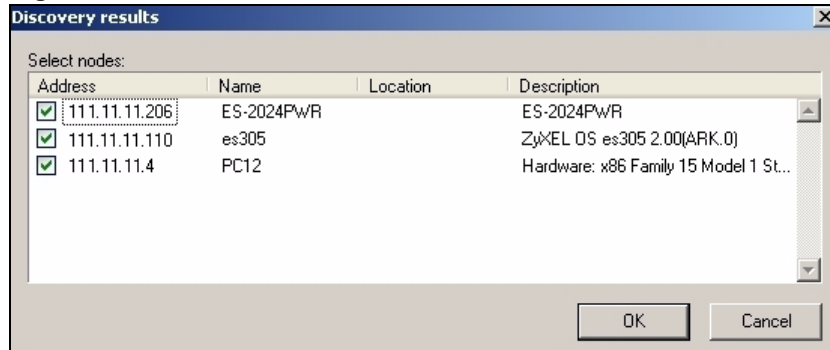 Discovery results
Select nodes:
Address Name Location Description
111.11.11.206 ES-2024PWR ES-2024PWR
111.11.11.110 es305 ZyXEL OS es305 2.00(ARK.0)
111.11.11.4 PC12 Hardware: x86 Family 15 Model 1 St...
OK Cancel